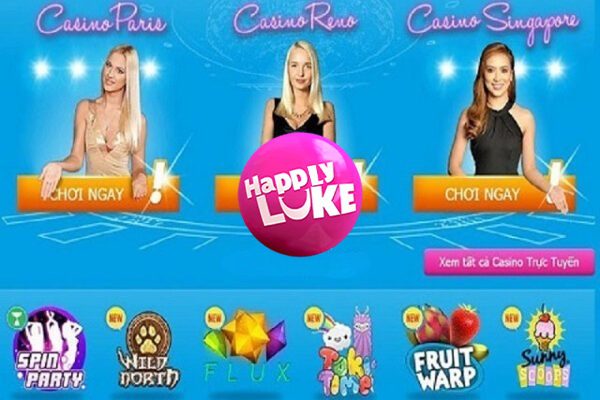 Casino Paris
Casino Reno
Casino Singapore
CHƠI NGAY
CHƠI NGAY
HAPPLY
LUKE
Xem tất cả Casino Trực Tuyến
NEW
NEW
NEW
NEW
NEW
SPIN
PARTY
WILD
NORTH
FLUX
Toki
Time
FRUIT
WARP
Sunny
SCOOPS